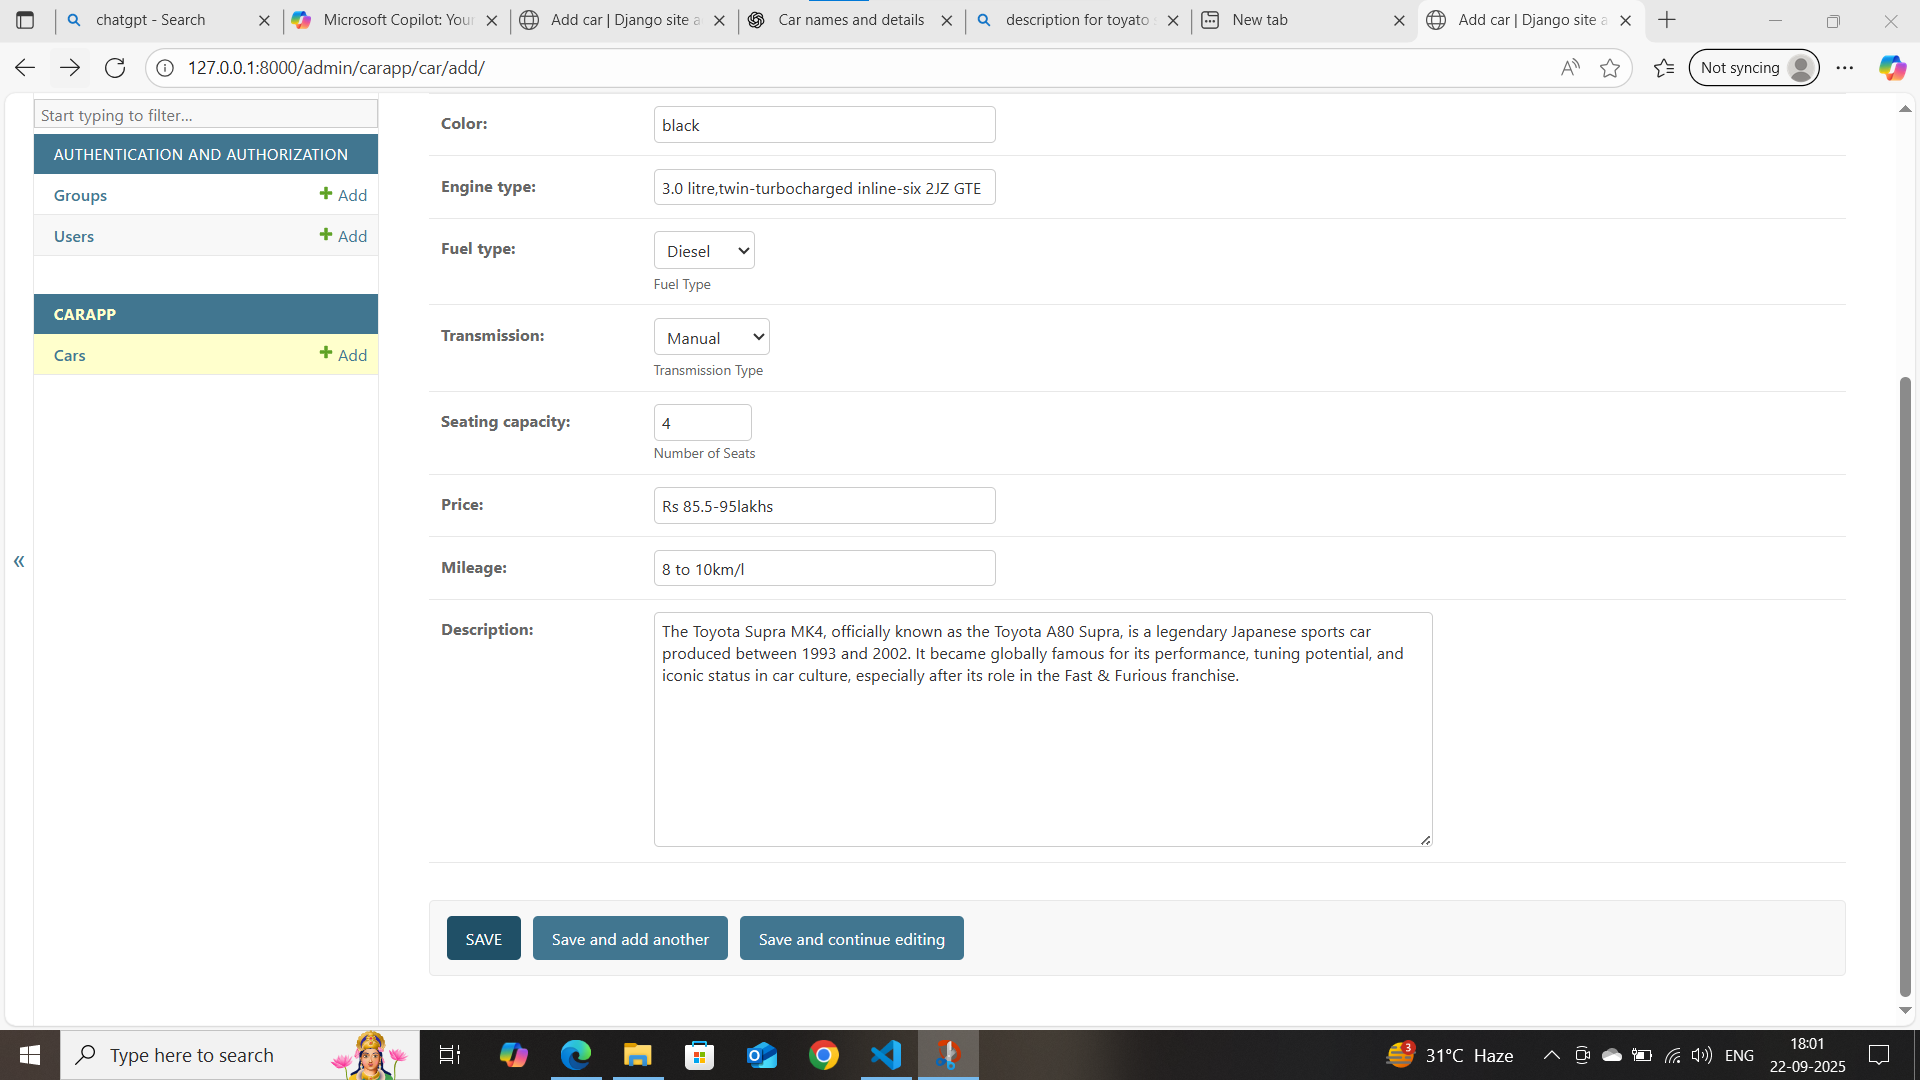 chatgpt - Search
Microsoft Copilot: Your
Add car | Django site a
Car names and details
description for toyato s
New tab
Add car | Django site a
127.0.0.1:8000/admin/carapp/car/add/
Not syncing
Start typing to filter...
AUTHENTICATION AND AUTHORIZATION
Groups
Add
Users
Add
CARAPP
Cars
Add
«
Color:
black
Engine type:
3.0 litre,twin-turbocharged inline-six 2JZ GTE
Fuel type:
Diesel
Fuel Type
Transmission:
Manual
Transmission Type
Seating capacity:
4
Number of Seats
Price:
Rs 85.5-95lakhs
Mileage:
8 to 10km/l
Description:
The Toyota Supra MK4, officially known as the Toyota A80 Supra, is a legendary Japanese sports car
produced between 1993 and 2002. It became globally famous for its performance, tuning potential, and
iconic status in car culture, especially after its role in the Fast & Furious franchise.
SAVE
Save and add another
Save and continue editing
Type here to search
3
31°C Haze
ENG
18:01
22-09-2025